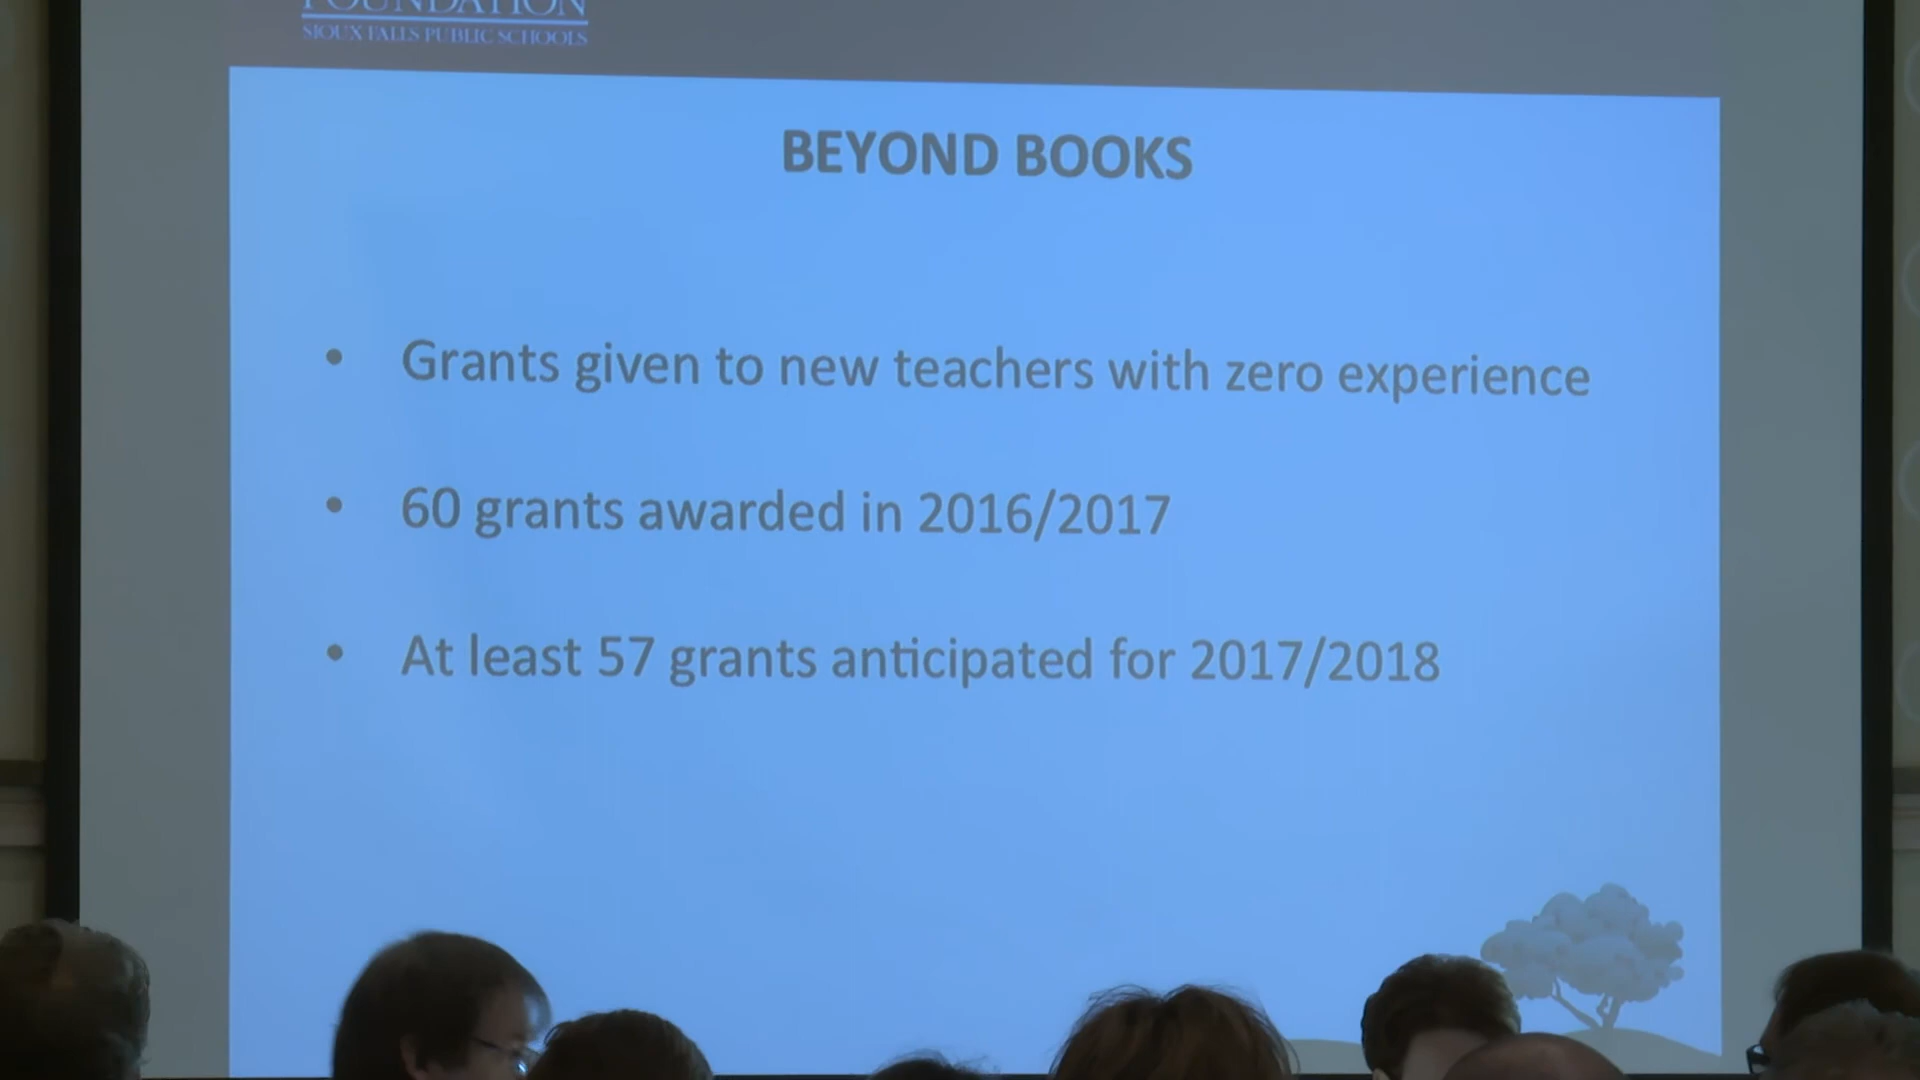 FOUNDATION
SIOUX FALLS PUBLIC SCHOOLS
BEYOND BOOKS
• Grants given to new teachers with zero experience
• 60 grants awarded in 2016/2017
• At least 57 grants anticipated for 2017/2018